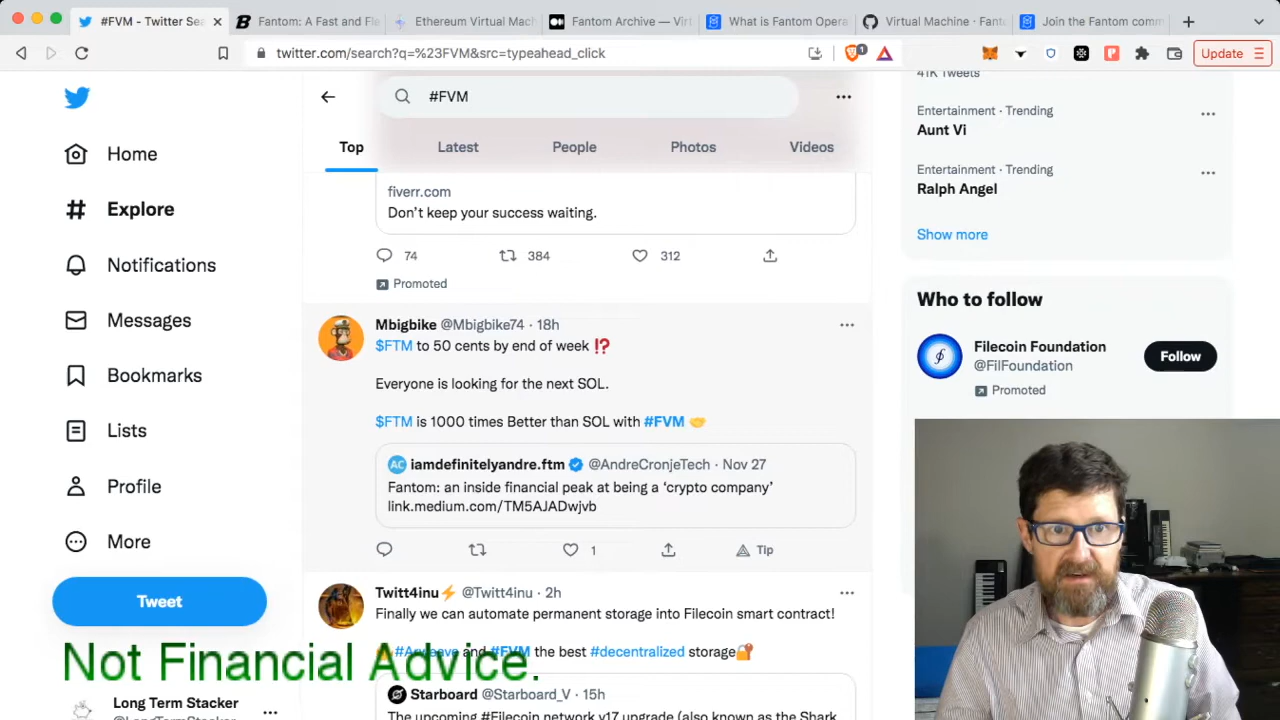 #FVM - Twitter Sea
Fantom: A Fast and Fle
Ethereum Virtual Mac
Fantom Archive — Virt
What is Fantom Opera
Virtual Machine · Fant
Join the Fantom comm
twitter.com/search?q=%23FVM&src=typeahead_click
1
Update
#FVM
Top
Latest
People
Photos
Videos
Home
Explore
Notifications
Messages
Bookmarks
Lists
Profile
More
Tweet
Long Term Stacker
@LongTermStacker
fiverr.com
Don't keep your success waiting.
74
384
312
Promoted
Mbigbike @Mbigbike74 · 18h
$FTM to 50 cents by end of week ⁉️
Everyone is looking for the next SOL.
$FTM is 1000 times Better than SOL with #FVM 🤝
AC iamdefinitelyandre.ftm @AndreCronjeTech · Nov 27
Fantom: an inside financial peak at being a 'crypto company'
link.medium.com/TM5AJADwjvb
1
Tip
Twitt4inu⚡ @Twitt4inu · 2h
Finally we can automate permanent storage into Filecoin smart contract!
#Arweave and #FVM the best #decentralized storage🔐
Starboard @Starboard_V · 15h
The upcoming #Filecoin network v17 upgrade (also known as the Shark
41K Tweets
Entertainment · Trending
Aunt Vi
Entertainment · Trending
Ralph Angel
Show more
Who to follow
Filecoin Foundation
@FilFoundation
Follow
Promoted
Not Financial Advice.